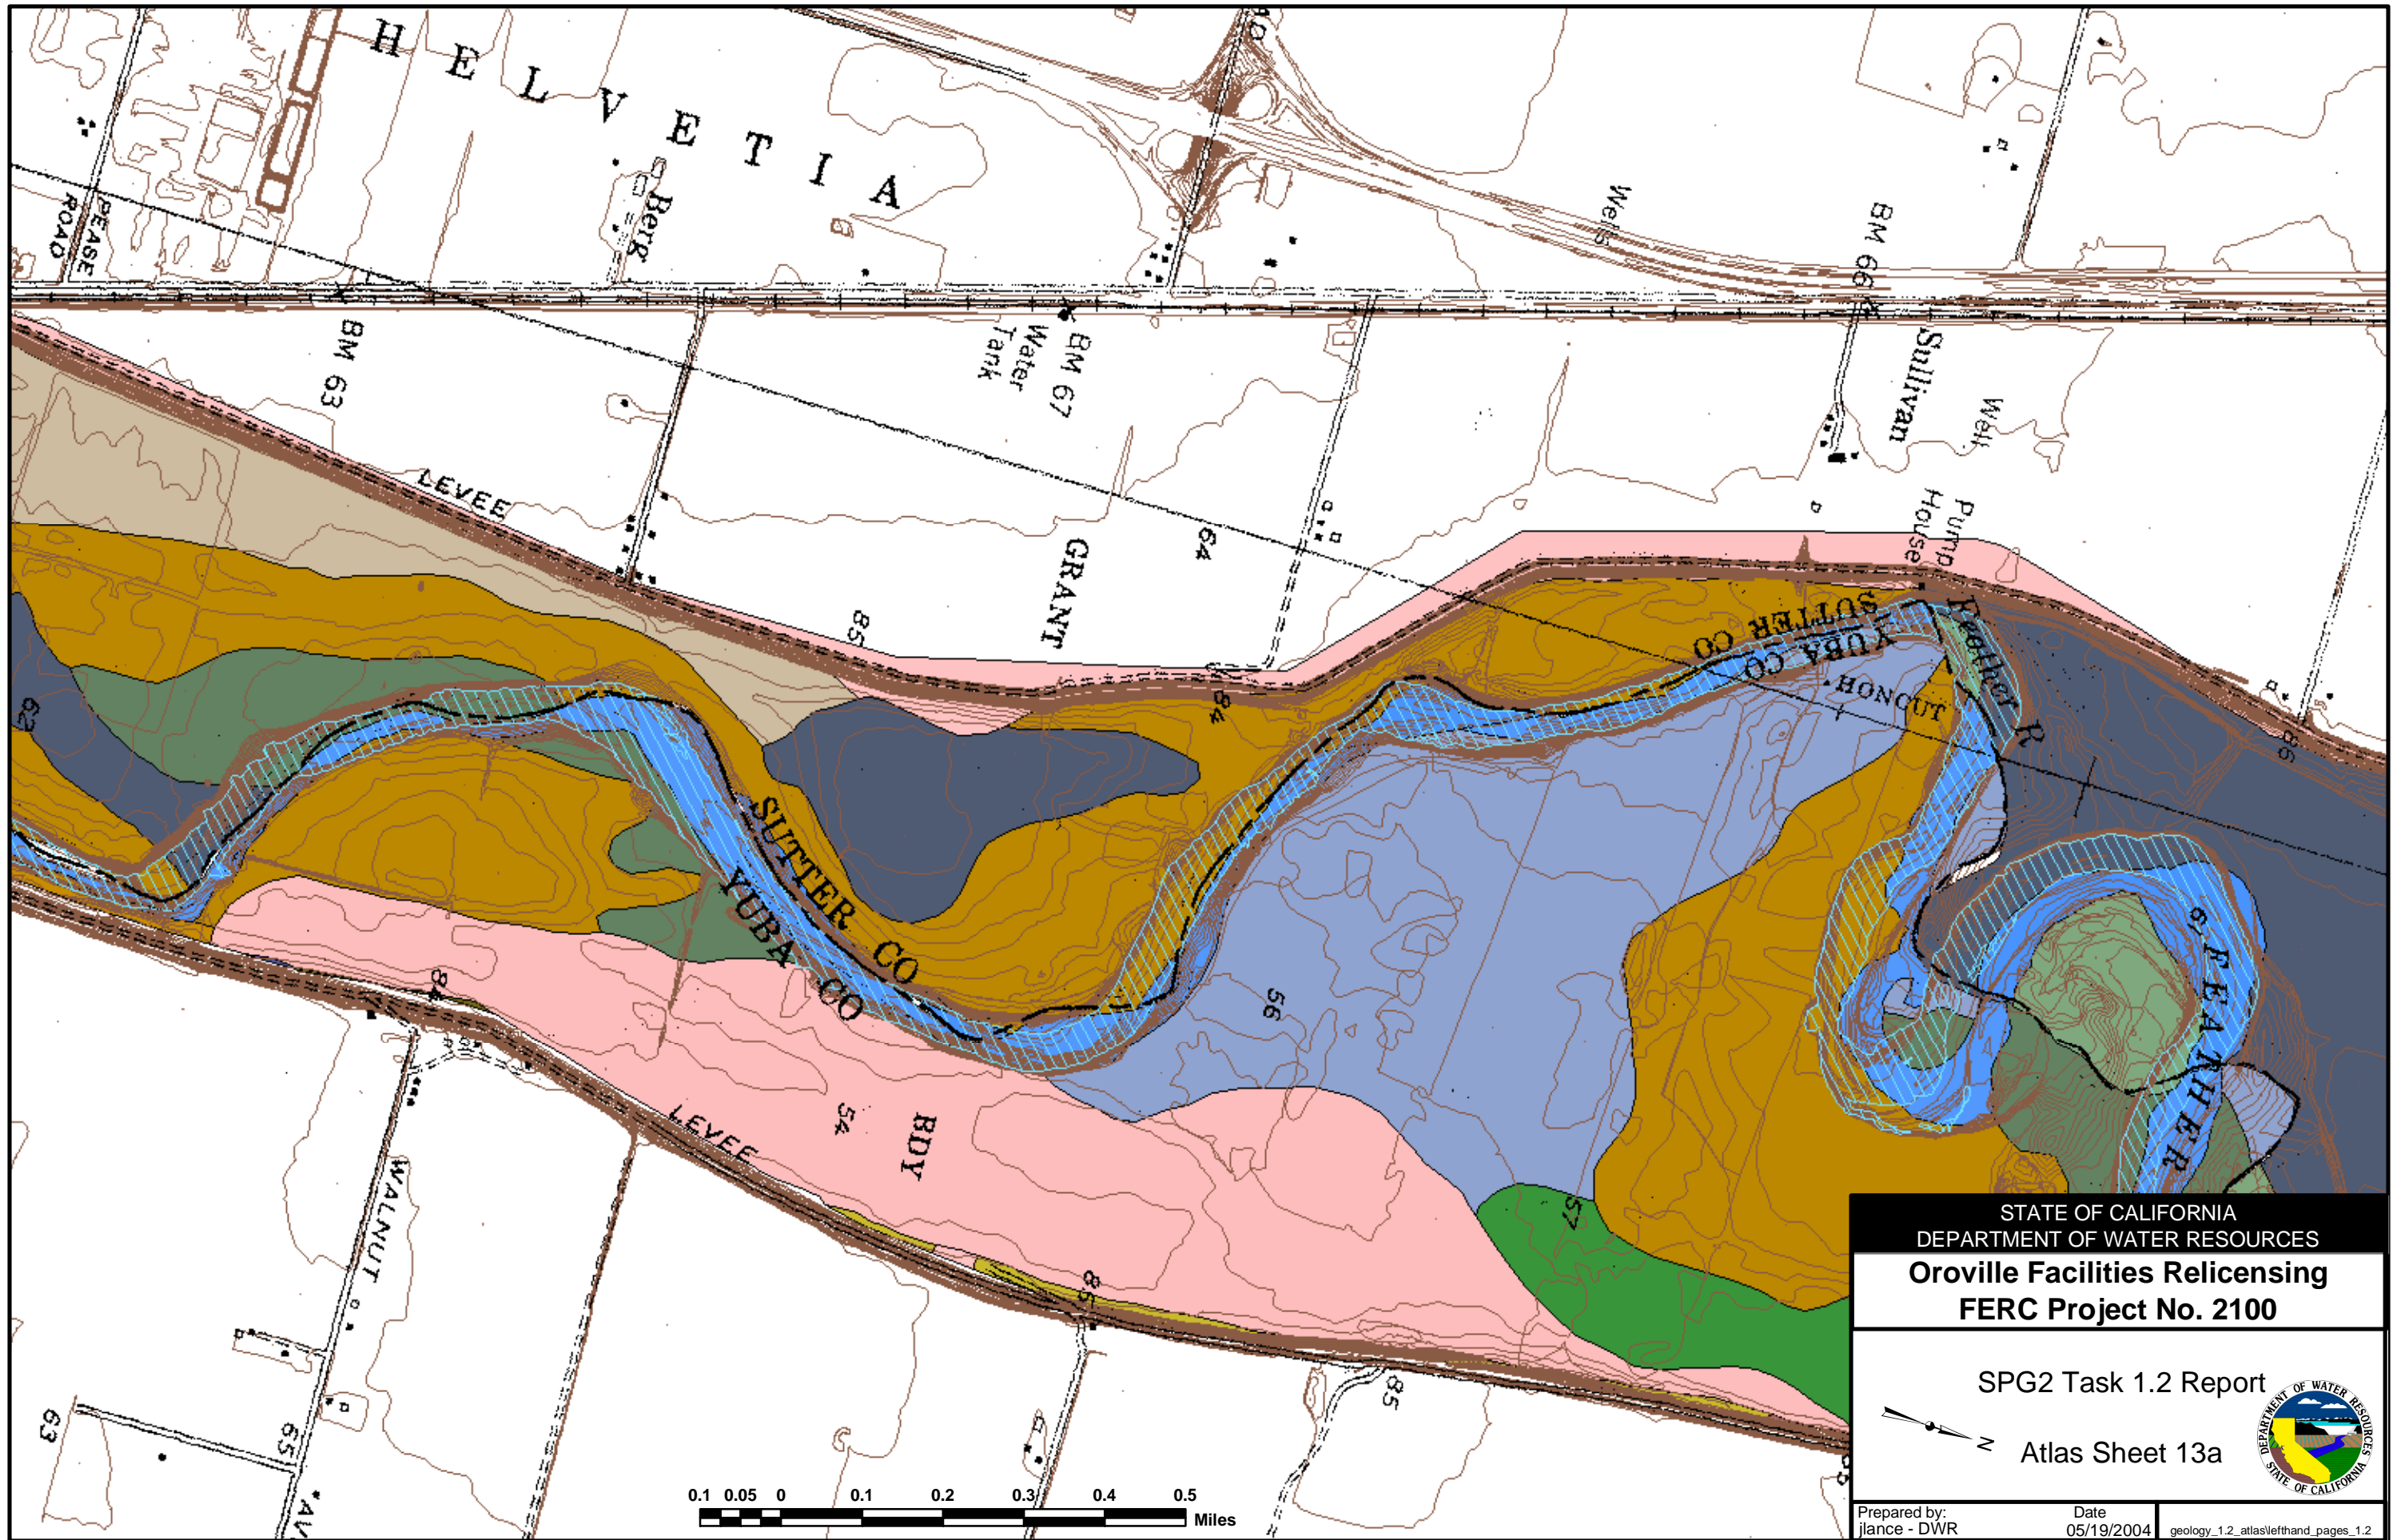 HELVETIA
PEASE
ROAD
Berg
Wells
BM 66
BM 63
BM 67
Water
Tank
Sullivan
Well
Pump
House
LEVEE
GRANT
64
85
84
SUTTER CO
YUBA CO
HONCUT
Feather R
86
62
SUTTER CO
YUBA CO
FEATHER
56
84
54
BDY
LEVEE
57
WALNUT
85
63
65
AV
0.1 0.05 0 0.1 0.2 0.3 0.4 0.5
Miles
STATE OF CALIFORNIA
DEPARTMENT OF WATER RESOURCES
Oroville Facilities Relicensing
FERC Project No. 2100
SPG2 Task 1.2 Report
N
Atlas Sheet 13a
DEPARTMENT OF WATER RESOURCES
STATE OF CALIFORNIA
Prepared by:
jlance - DWR
Date
05/19/2004
geology_1.2_atlas\lefthand_pages_1.2